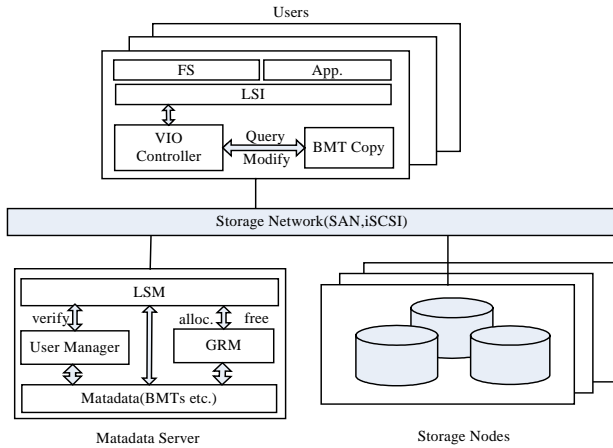 Users
FS
App.
LSI
VIO
Controller
Query
Modify
BMT Copy
Storage Network(SAN,iSCSI)
LSM
verify
alloc.
free
User Manager
GRM
Matadata(BMTs etc.)
Matadata Server
Storage Nodes